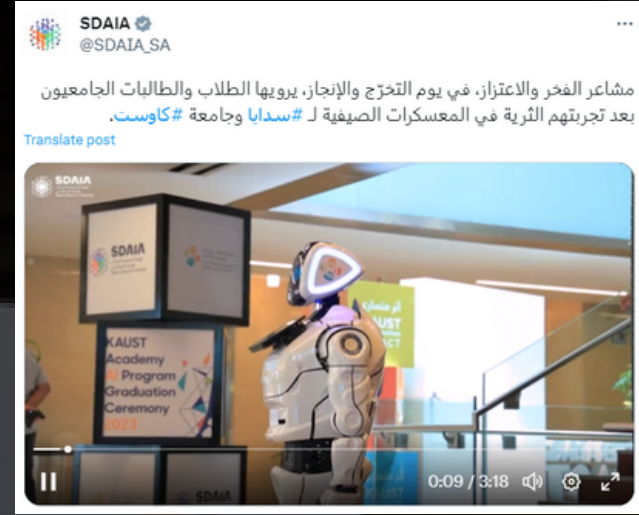 SDAIA
@SDAIA_SA
مشاعر الفخر والاعتزاز، في يوم التخرّج والإنجاز، يرويها الطلاب والطالبات الجامعيون
بعد تجربتهم الثرية في المعسكرات الصيفية لـ #سدايا وجامعة #كاوست.
Translate post
SDAIA
SDAIA
KAUST
Academy
AI Program
Graduation
Ceremony
2023
KAUST
SDAIA
0:09 / 3:18